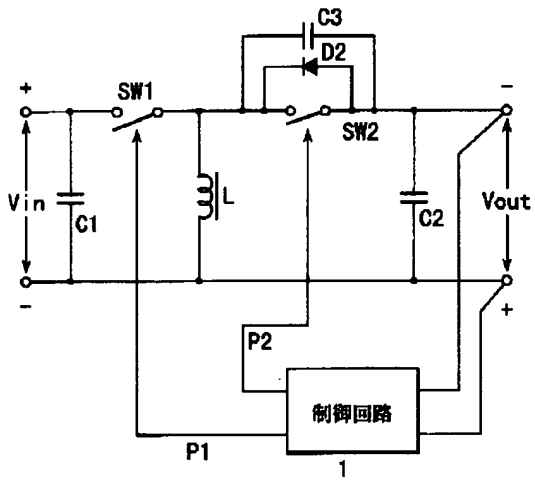 C3
D2
+
SW1
-
SW2
Vin
C1
L
C2
Vout
-
+
P2
制御回路
P1
1